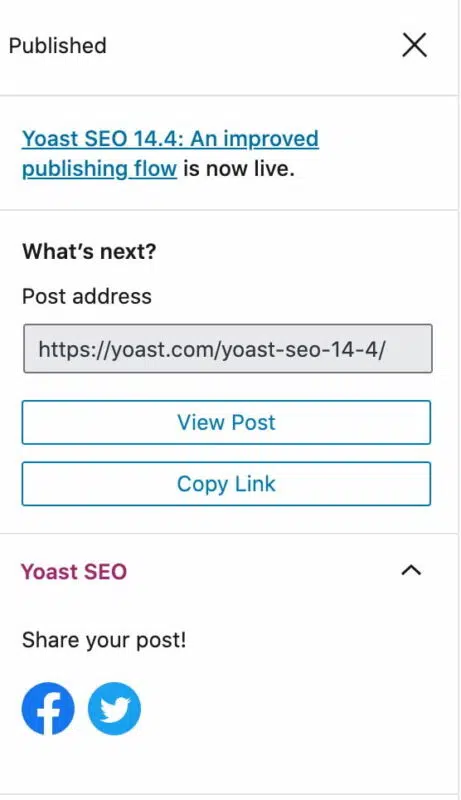 Published
Yoast SEO 14.4: An improved
publishing flow is now live.
What's next?
Post address
https://yoast.com/yoast-seo-14-4/
View Post
Copy Link
Yoast SEO
Share your post!